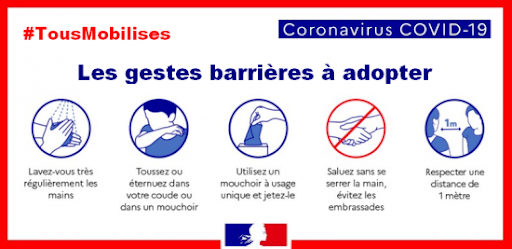 #TousMobilises
Coronavirus COVID-19
Les gestes barrières à adopter
1m
Lavez-vous très
régulièrement les
mains
Toussez ou
éternuez dans
votre coude ou
dans un mouchoir
Utilisez un
mouchoir à usage
unique et jetez-le
Saluez sans se
serrer la main,
évitez les
embrassades
Respecter une
distance de
1 mètre